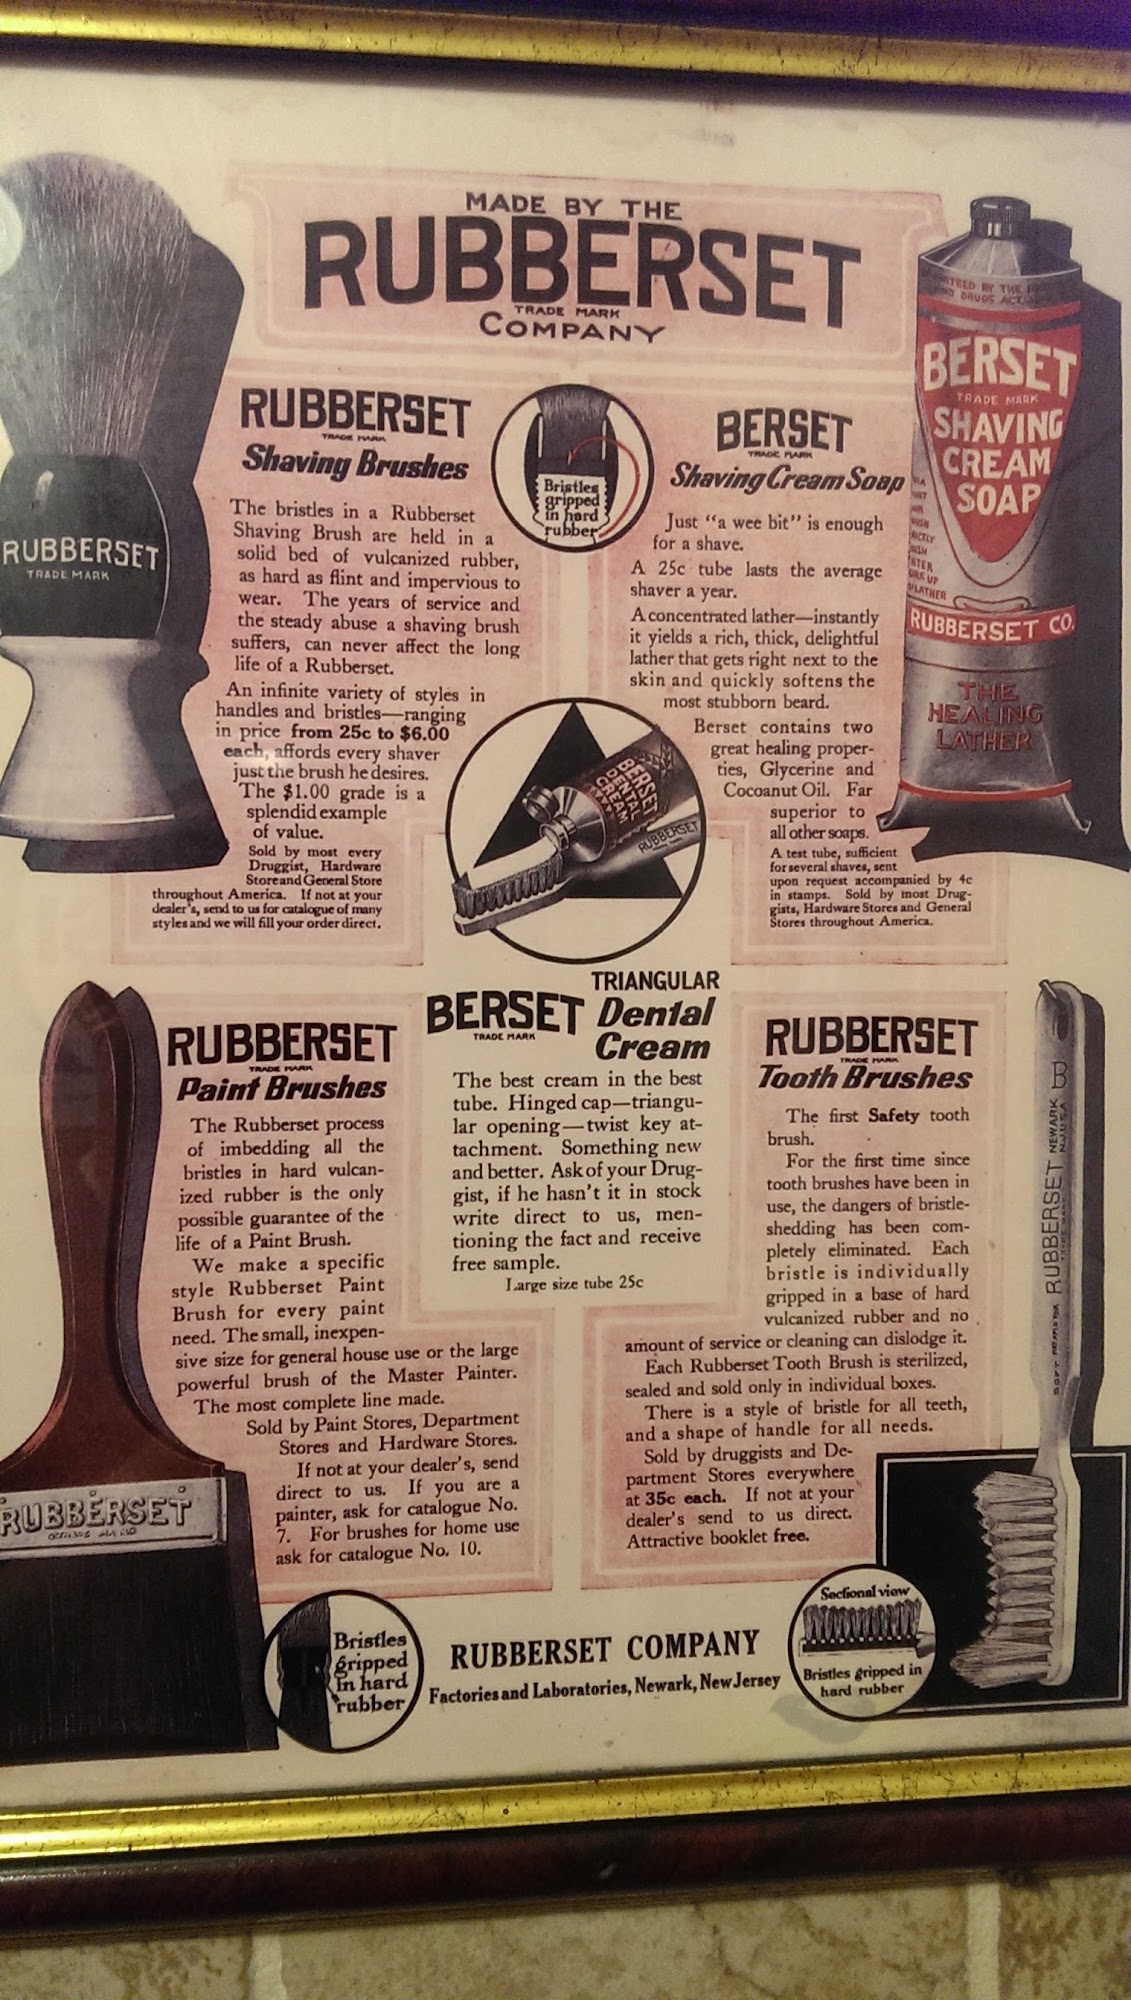 MADE BY THE
RUBBERSET
TRADE MARK
COMPANY
RUBBERSET
TRADE MARK
Shaving Brushes
The bristles in a Rubberset
Shaving Brush are held in a
solid bed of vulcanized rubber,
as hard as flint and impervious to
wear. The years of service and
the steady abuse a shaving brush
suffers, can never affect the long
life of a Rubberset.
An infinite variety of styles in
handles and bristles—ranging
in price from 25c to $6.00
each, affords every shaver
just the brush he desires.
The $1.00 grade is a
splendid example
of value.
Sold by most every
Druggist, Hardware
Store and General Store
throughout America. If not at your
dealer's, send to us for catalogue of many
styles and we will fill your order direct.
RUBBERSET
TRADE MARK
Bristles
gripped
in hard
rubber
BERSET
TRADE MARK
Shaving Cream Soap
Just "a wee bit" is enough
for a shave.
A 25c tube lasts the average
shaver a year.
A concentrated lather—instantly
it yields a rich, thick, delightful
lather that gets right next to the
skin and quickly softens the
most stubborn beard.
Berset contains two
great healing proper-
ties, Glycerine and
Cocoanut Oil. Far
superior to
all other soaps.
A test tube, sufficient
for several shaves, sent
upon request accompanied by 4c
in stamps. Sold by most Drug-
gists, Hardware Stores and General
Stores throughout America.
BY THE
AND DRUGS ACT
BERSET
TRADE MARK
SHAVING
CREAM
SOAP
UP
LATHER
RUBBERSET CO.
THE
HEALING
LATHER
BERSET
DENTAL
CREAM
RUBBERSET
BERSET
TRADE MARK
TRIANGULAR
Dental
Cream
The best cream in the best
tube. Hinged cap—triangu-
lar opening—twist key at-
tachment. Something new
and better. Ask of your Drug-
gist, if he hasn't it in stock
write direct to us, men-
tioning the fact and receive
free sample.
Large size tube 25c
RUBBERSET
TRADE MARK
Paint Brushes
The Rubberset process
of imbedding all the
bristles in hard vulcan-
ized rubber is the only
possible guarantee of the
life of a Paint Brush.
We make a specific
style Rubberset Paint
Brush for every paint
need. The small, inexpen-
sive size for general house use or the large
powerful brush of the Master Painter.
The most complete line made.
Sold by Paint Stores, Department
Stores and Hardware Stores.
If not at your dealer's, send
direct to us. If you are a
painter, ask for catalogue No.
7. For brushes for home use
ask for catalogue No. 10.
RUBBERSET
RUBBERSET
TRADE MARK
Tooth Brushes
The first Safety tooth
brush.
For the first time since
tooth brushes have been in
use, the dangers of bristle-
shedding has been com-
pletely eliminated. Each
bristle is individually
gripped in a base of hard
vulcanized rubber and no
amount of service or cleaning can dislodge it.
Each Rubberset Tooth Brush is sterilized,
sealed and sold only in individual boxes.
There is a style of bristle for all teeth,
and a shape of handle for all needs.
Sold by druggists and De-
partment Stores everywhere
at 35c each. If not at your
dealer's send to us direct.
Attractive booklet free.
B
RUBBERSET NEWARK
N.J. U.S.A.
Bristles
gripped
in hard
rubber
RUBBERSET COMPANY
Factories and Laboratories, Newark, New Jersey
Sectional view
Bristles gripped in
hard rubber